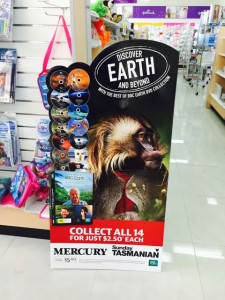 Hallmark
DISCOVER
EARTH
AND BEYOND
WITH THE BEST OF BBC EARTH DVD COLLECTION
COLLECT ALL 14
FOR JUST $2.50* EACH
MERCURY
Sunday
TASMANIAN